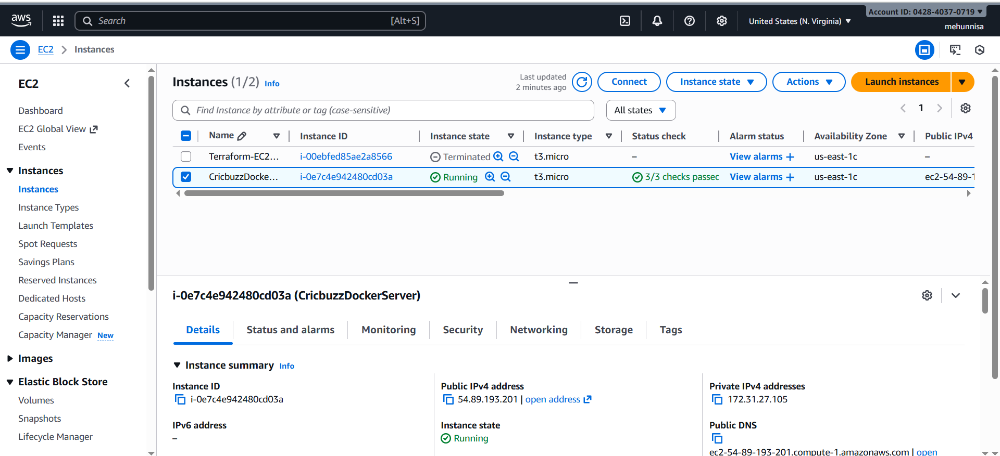 aws
Search [Alt+S]
United States (N. Virginia)
Account ID: 0428-4037-0719
mehunnisa
EC2 Instances
EC2
Dashboard
EC2 Global View
Events
Instances
Instances
Instance Types
Launch Templates
Spot Requests
Savings Plans
Reserved Instances
Dedicated Hosts
Capacity Reservations
Capacity Manager New
Images
Elastic Block Store
Volumes
Snapshots
Lifecycle Manager
Instances (1/2) Info
Last updated
2 minutes ago
Connect Instance state Actions Launch instances
Find Instance by attribute or tag (case-sensitive) All states 1
Name Instance ID Instance state Instance type Status check Alarm status Availability Zone Public IPv4
Terraform-EC2... i-00ebfed85ae2a8566 Terminated t3.micro – View alarms + us-east-1c –
CricbuzzDocke... i-0e7c4e942480cd03a Running t3.micro 3/3 checks passed View alarms + us-east-1c ec2-54-89-1
i-0e7c4e942480cd03a (CricbuzzDockerServer)
Details Status and alarms Monitoring Security Networking Storage Tags
Instance summary Info
Instance ID
i-0e7c4e942480cd03a
IPv6 address
–
Public IPv4 address
54.89.193.201 | open address
Instance state
Running
Private IPv4 addresses
172.31.27.105
Public DNS
ec2-54-89-193-201.compute-1.amazonaws.com | open